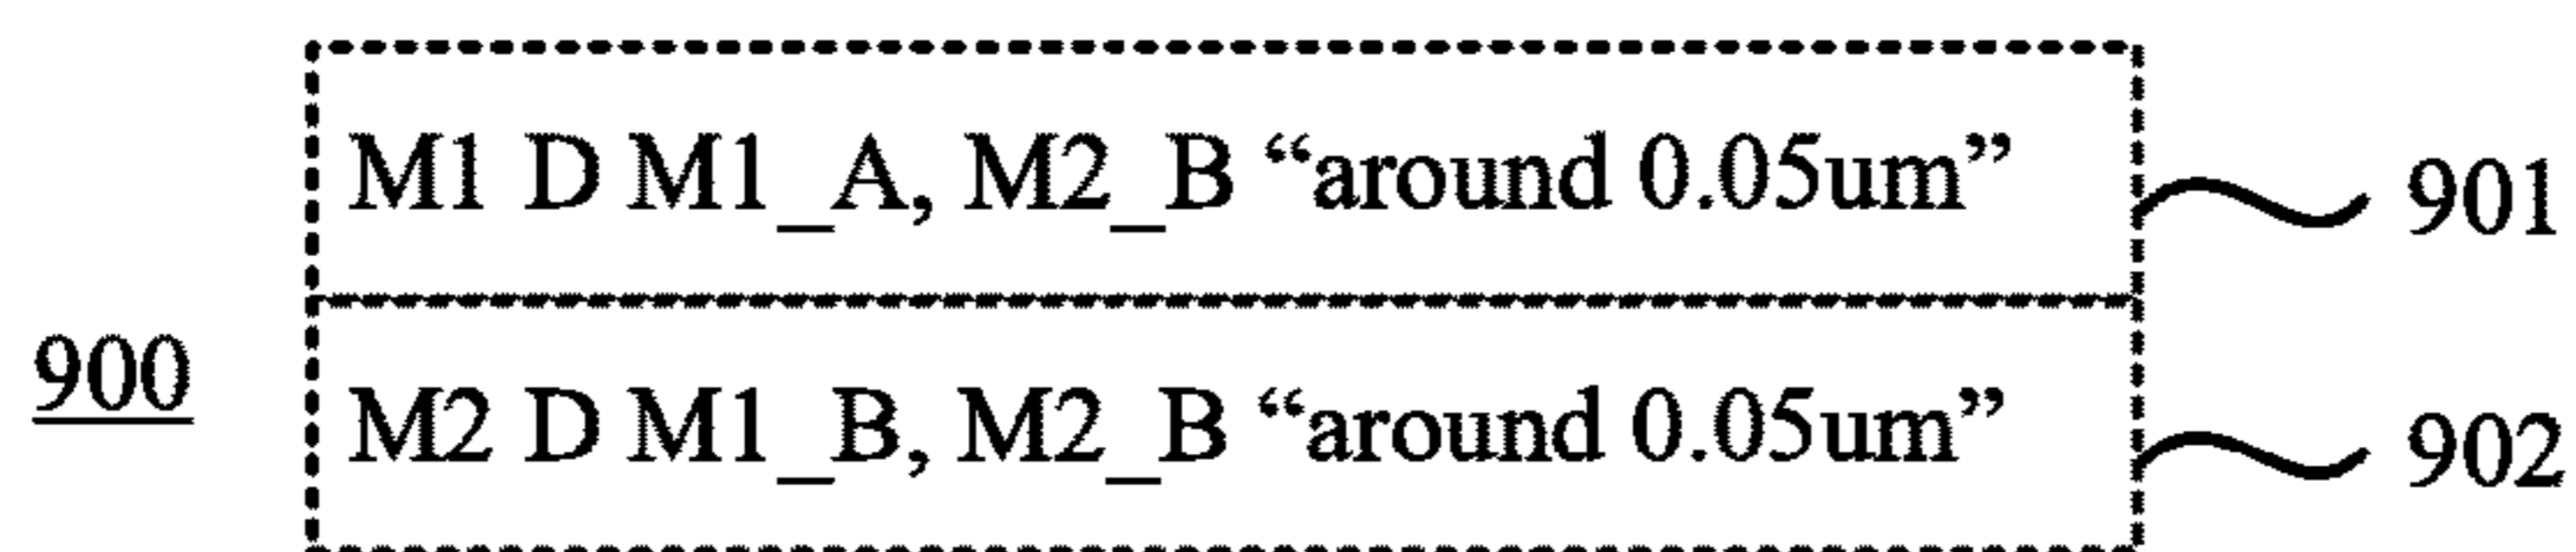 M1 D M1_A, M2_B “around 0.05um” 901
900
M2 D M1_B, M2_B “around 0.05um” 902